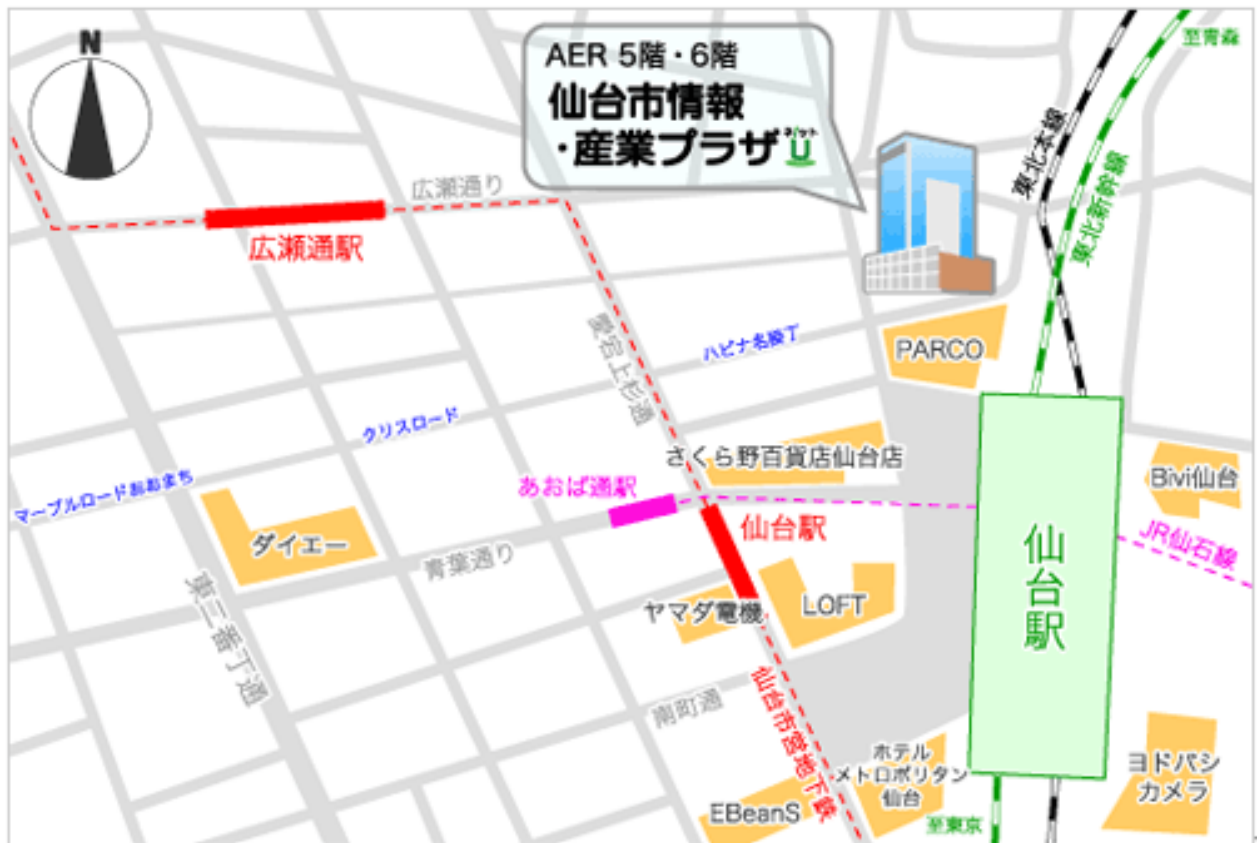 N
AER 5階・6階
仙台市情報
・産業プラザ
ネ!ット
U
至青森
東北本線
東北新幹線
広瀬通り
広瀬通駅
愛宕上杉通
ハピナ名掛丁
PARCO
クリスロード
さくら野百貨店仙台店
マーブルロードおおまち
あおば通駅
仙台駅
Bivi仙台
JR仙石線
ダイエー
青葉通り
仙台駅
LOFT
ヤマダ電機
東二番丁通
南町通
仙台市営地下鉄
ホテル
メトロポリタン
仙台
ヨドバシ
カメラ
EBeanS
至東京